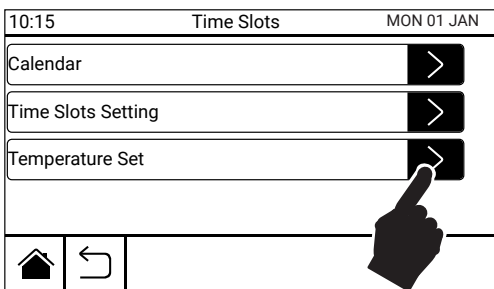 10:15 Time Slots MON 01 JAN
Calendar
Time Slots Setting
Temperature Set